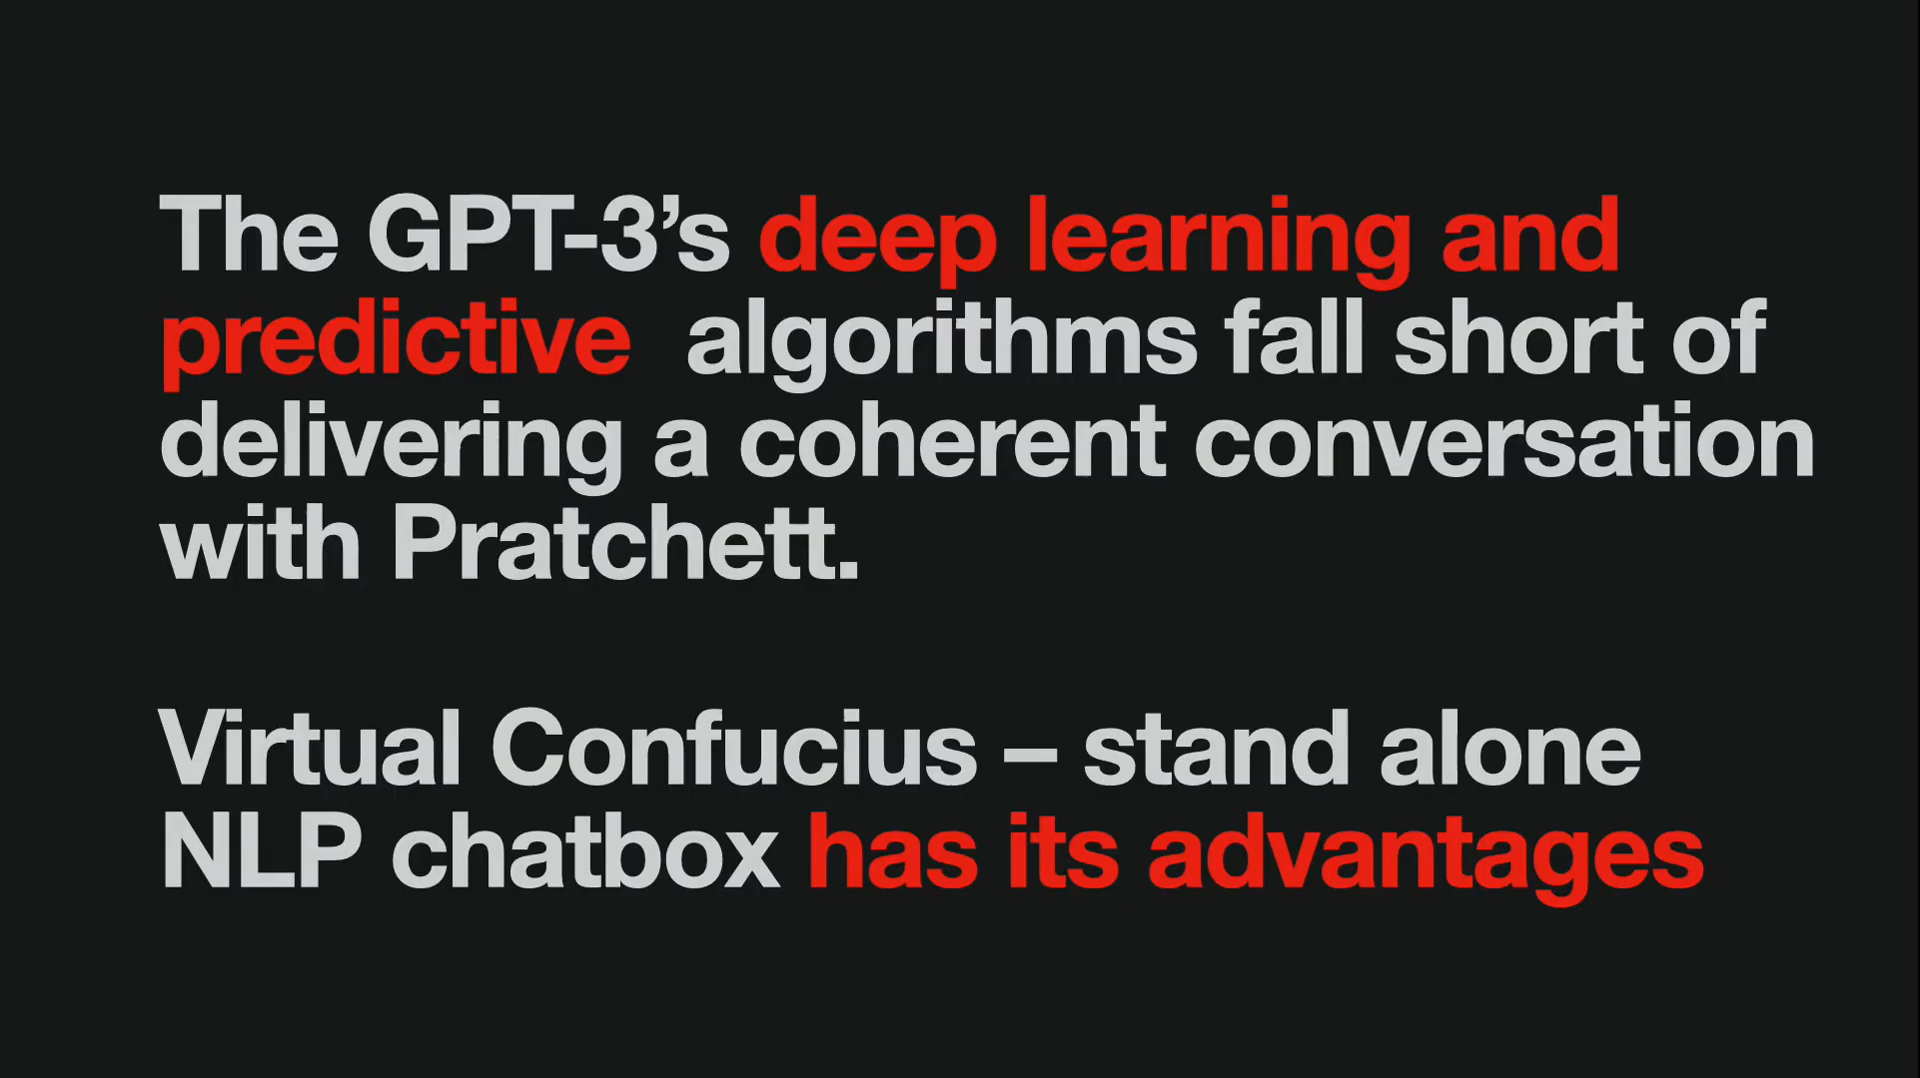 The GPT-3’s deep learning and
predictive  algorithms fall short of
delivering a coherent conversation
with Pratchett.
Virtual Confucius – stand alone
NLP chatbox has its advantages